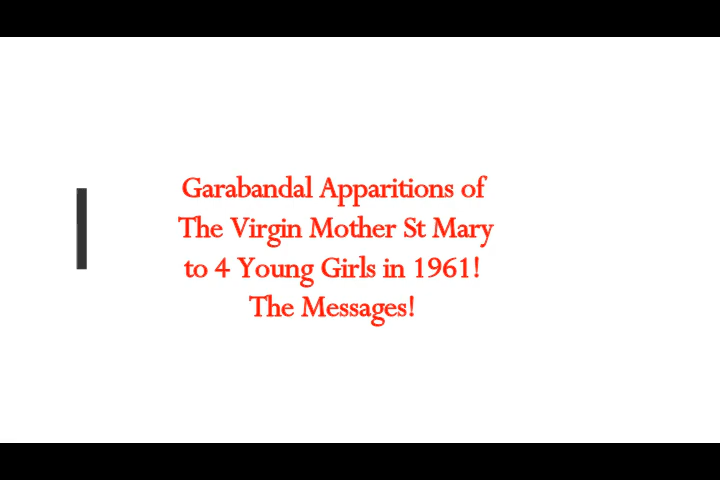 Garabandal Apparitions of
The Virgin Mother St Mary
to 4 Young Girls in 1961!
The Messages!